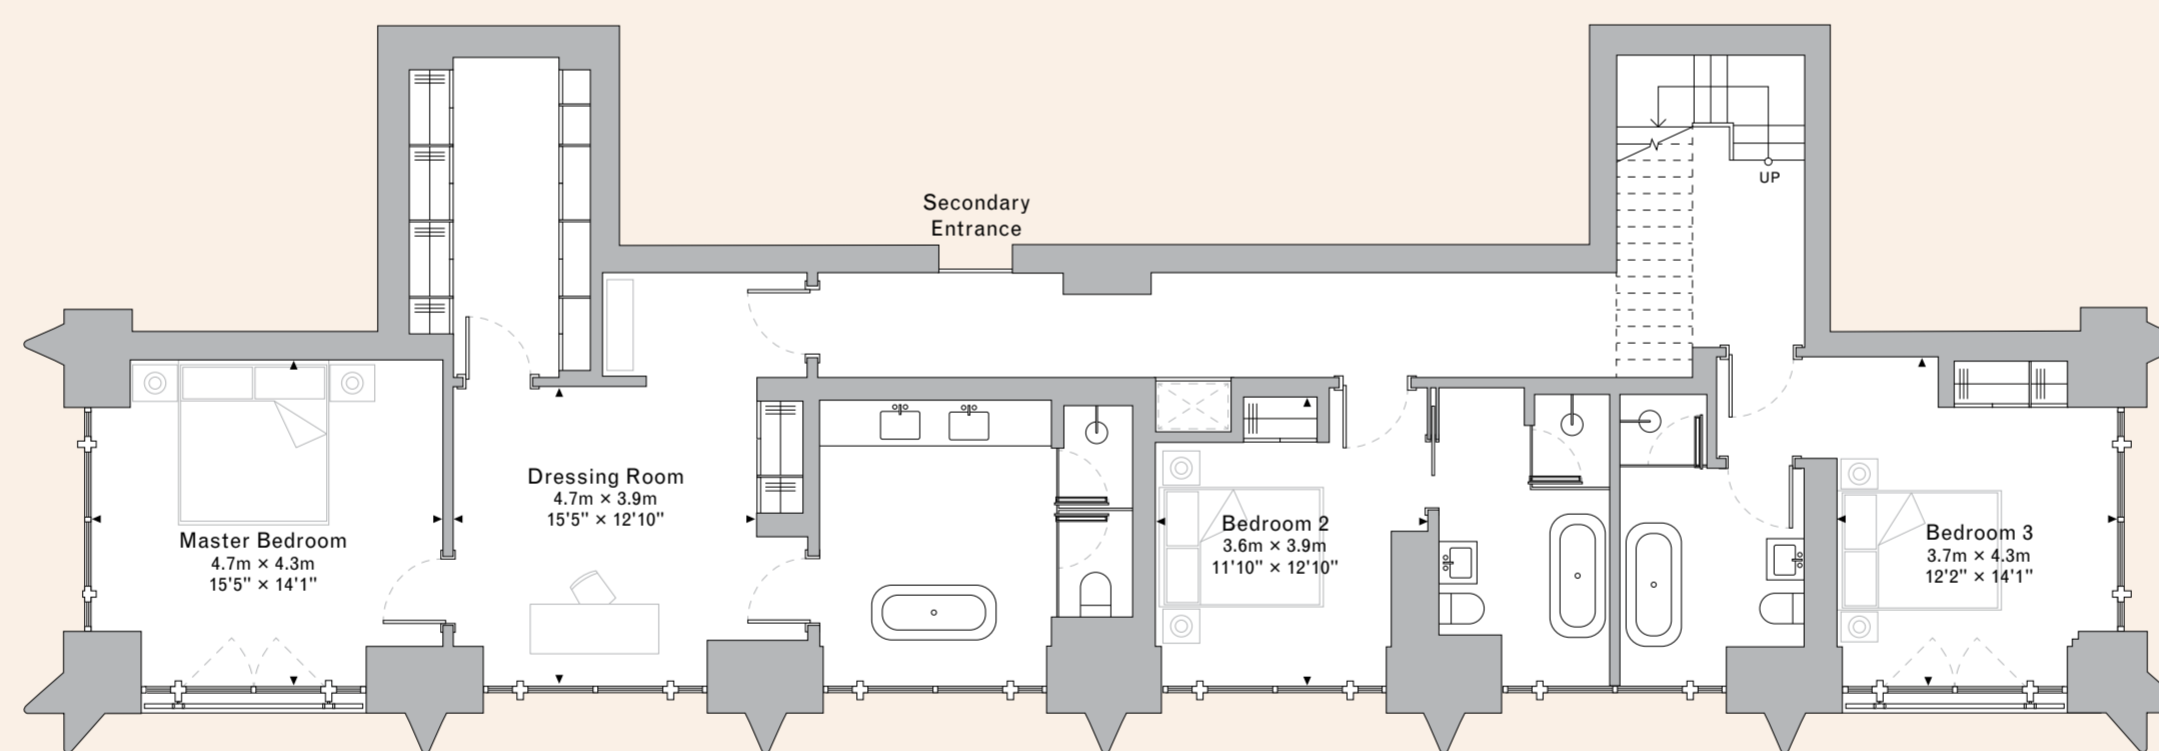 UP
Secondary
Entrance
Master Bedroom
4.7m × 4.3m
15'5" × 14'1"
Dressing Room
4.7m × 3.9m
15'5" × 12'10"
Bedroom 2
3.6m × 3.9m
11'10" × 12'10"
Bedroom 3
3.7m × 4.3m
12'2" × 14'1"